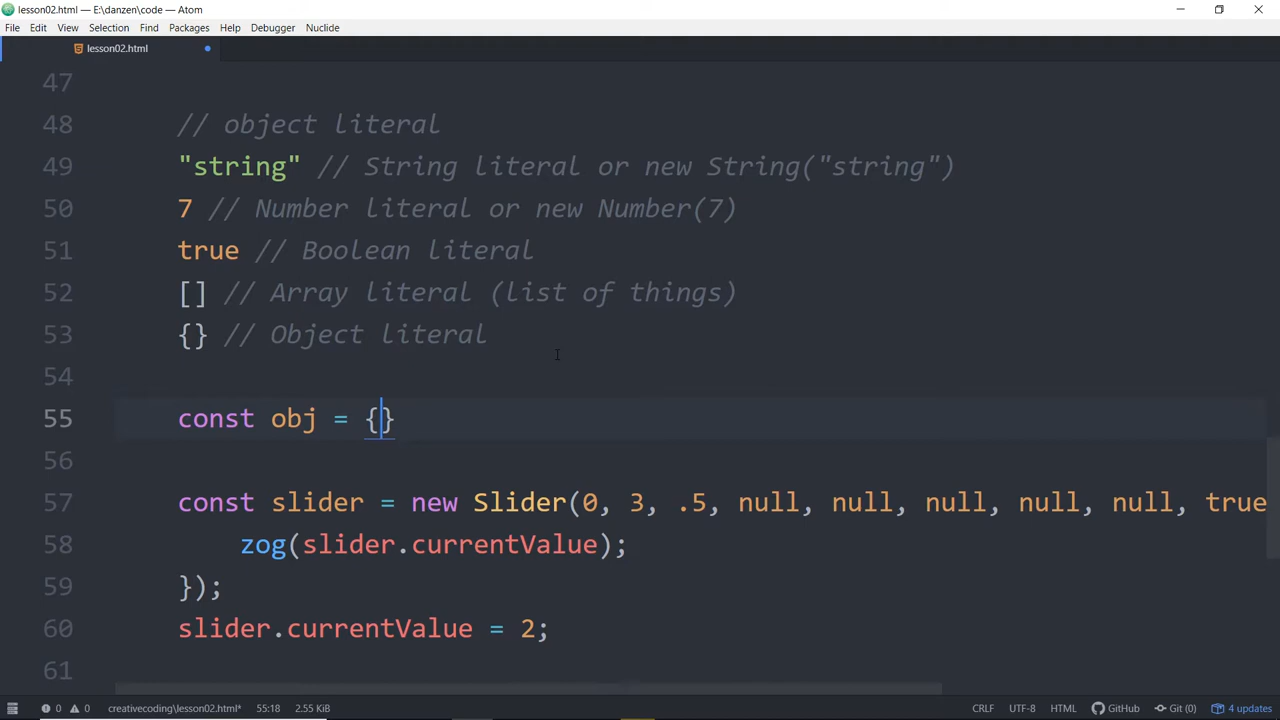 lesson02.html — E:\danzen\code — Atom
File Edit View Selection Find Packages Help Debugger Nuclide
lesson02.html
47
48 // object literal
49 "string" // String literal or new String("string")
50 7 // Number literal or new Number(7)
51 true // Boolean literal
52 [] // Array literal (list of things)
53 {} // Object literal
54
55 const obj = {}
56
57 const slider = new Slider(0, 3, .5, null, null, null, null, null, true
58 zog(slider.currentValue);
59 });
60 slider.currentValue = 2;
61
0 0 creativecoding\lesson02.html* 55:18 2.55 KiB CRLF UTF-8 HTML GitHub Git (0) 4 updates